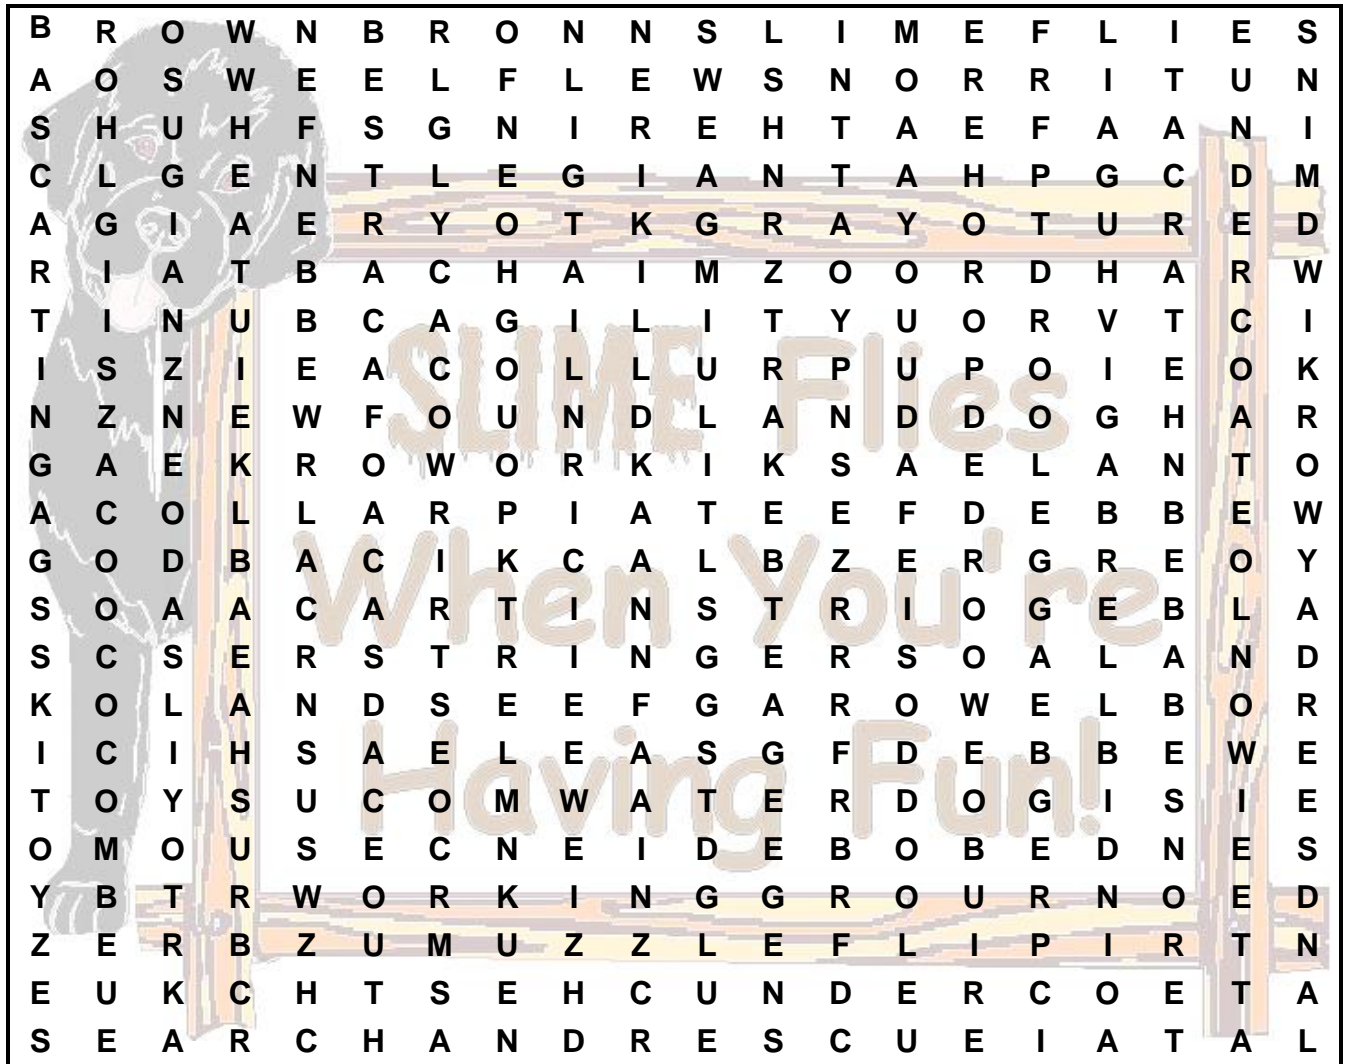 B R O W N B R O N N S L I M E F L I E S
A O S W E E L F L E W S N O R R I T U N
S H U H F S G N I R E H T A E F A A N I
C L G E N T L E G I A N T A H P G C D M
A G I A E R Y O T K G R A Y O T U R E D
R I A T B A C H A I M Z O O R D H A R W
T I N U B C A G I L I T Y U O R V T C I
I S Z I E A C O L L U R P U P O I E O K
N Z N E W F O U N D L A N D D O G H A R
G A E K R O W O R K I K S A E L A N T O
A C O L L A R P I A T E E F D E B B E W
G O D B A C I K C A L B Z E R G R E O Y
S O A A C A R T I N S T R I O G E B L A
S C S E R S T R I N G E R S O A L A N D
K O L A N D S E E F G A R O W E L B O R
I C I H S A E L E A S G F D E B B E W E
T O Y S U C O M W A T E R D O G I S I E
O M O U S E C N E I D E B O B E D N E S
Y B T R W O R K I N G G R O U R N O E D
Z E R B Z U M U Z Z L E F L I P I R T N
E U K C H T S E H C U N D E R C O E T A
S E A R C H A N D R E S C U E I A T A L
SLIME Flies
When You're
Having Fun!